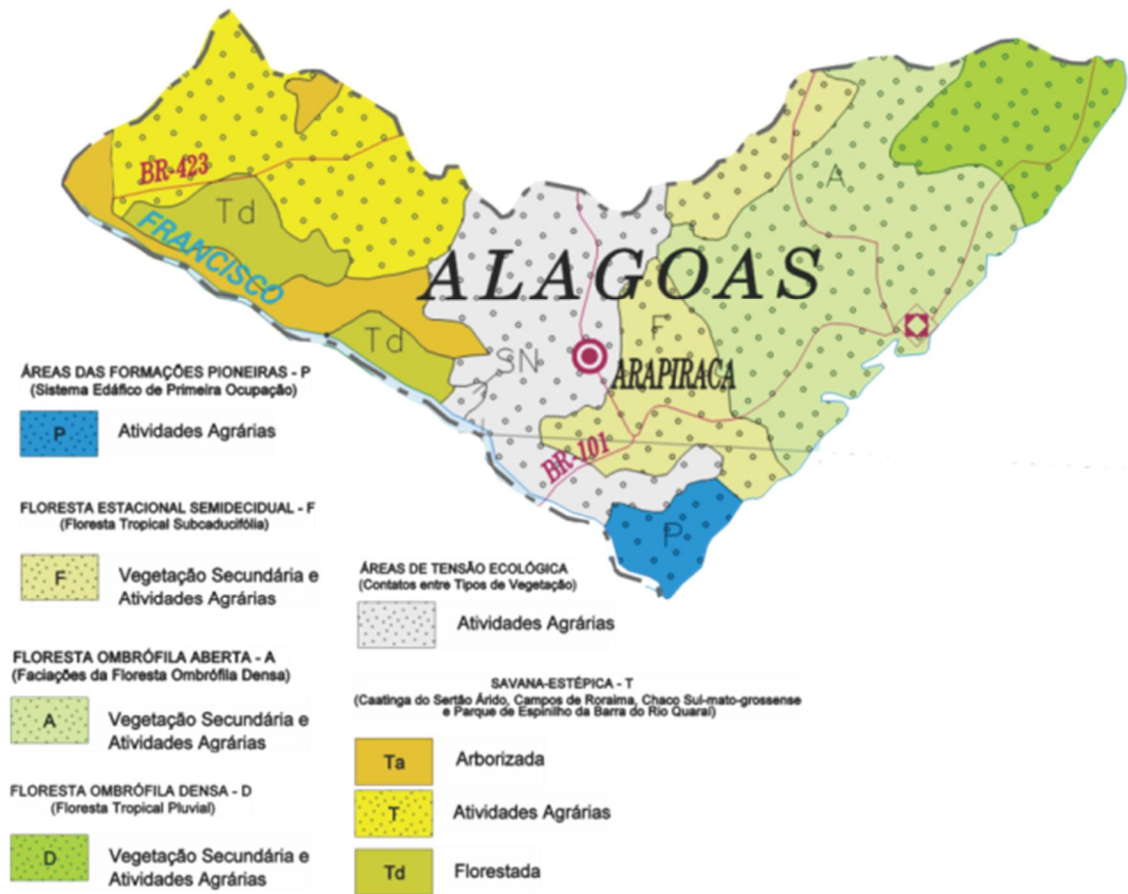 BR-423
Td
FRANCISCO
A
ALAGOAS
Td
SN
F
ARAPIRACA
BR-101
P
ÁREAS DAS FORMAÇÕES PIONEIRAS - P
(Sistema Edáfico de Primeira Ocupação)
P
Atividades Agrárias
FLORESTA ESTACIONAL SEMIDECIDUAL - F
(Floresta Tropical Subcaducifólia)
F
Vegetação Secundária e
Atividades Agrárias
FLORESTA OMBRÓFILA ABERTA - A
(Faciações da Floresta Ombrófila Densa)
A
Vegetação Secundária e
Atividades Agrárias
FLORESTA OMBRÓFILA DENSA - D
(Floresta Tropical Pluvial)
D
Vegetação Secundária e
Atividades Agrárias
ÁREAS DE TENSÃO ECOLÓGICA
(Contatos entre Tipos de Vegetação)
Atividades Agrárias
SAVANA-ESTÉPICA - T
(Caatinga do Sertão Árido, Campos de Roraima, Chaco Sul-mato-grossense
e Parque de Espinilho da Barra do Rio Quaraí)
Ta
Arborizada
T
Atividades Agrárias
Td
Florestada